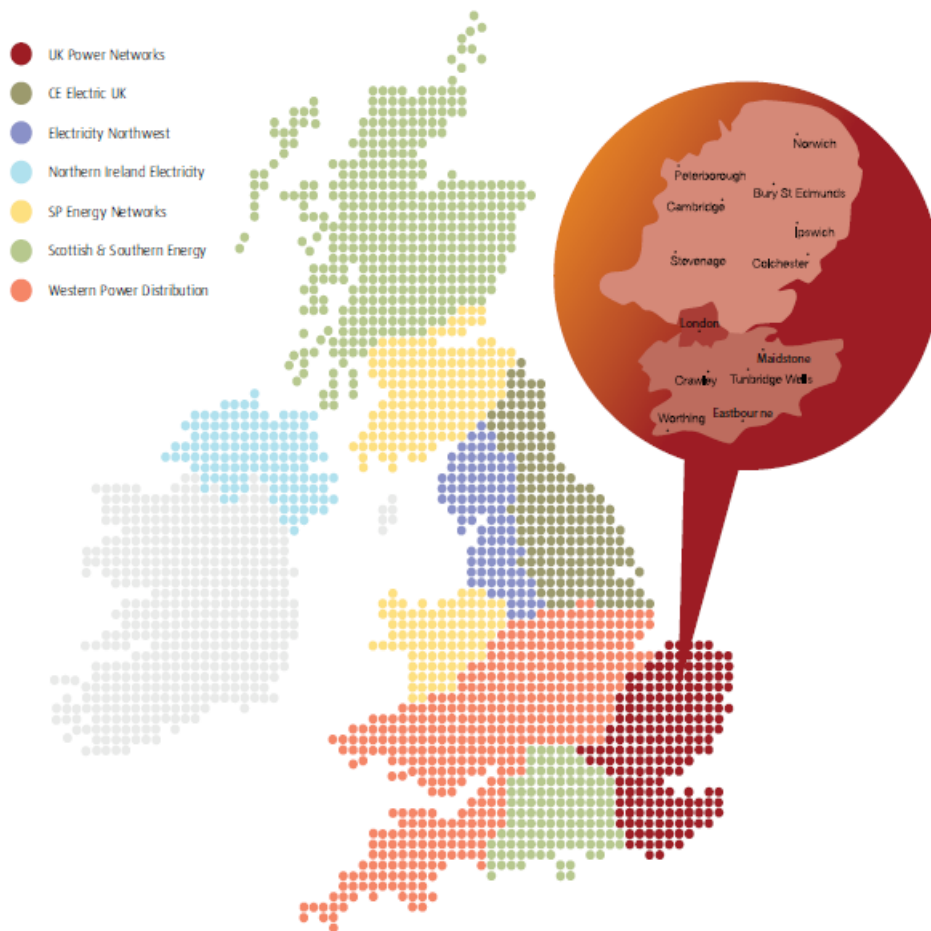 UK Power Networks
CE Electric UK
Electricity Northwest
Northern Ireland Electricity
SP Energy Networks
Scottish & Southern Energy
Western Power Distribution
Norwich
Peterborough
Bury St Edmunds
Cambridge
Ipswich
Stevenage
Colchester
London
Maidstone
Crawley
Tunbridge Wells
Eastbourne
Worthing